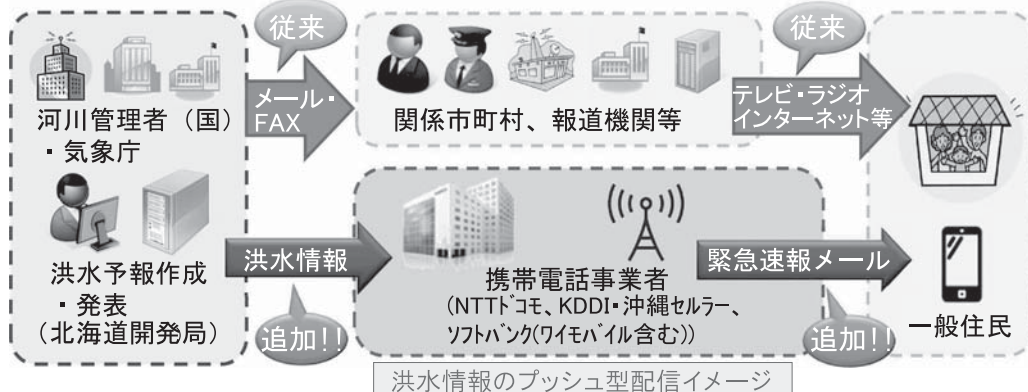 従来
従来
河川管理者（国）
・気象庁
メール・
FAX
関係市町村、報道機関等
テレビ・ラジオ
インターネット等
洪水予報作成
・発表
（北海道開発局）
洪水情報
追加!!
携帯電話事業者
(NTTﾄﾞｺﾓ、KDDI・沖縄ｾﾙﾗｰ、
ｿﾌﾄﾊﾞﾝｸ(ﾜｲﾓﾊﾞｲﾙ含む))
緊急速報メール
追加!!
一般住民
洪水情報のプッシュ型配信イメージ